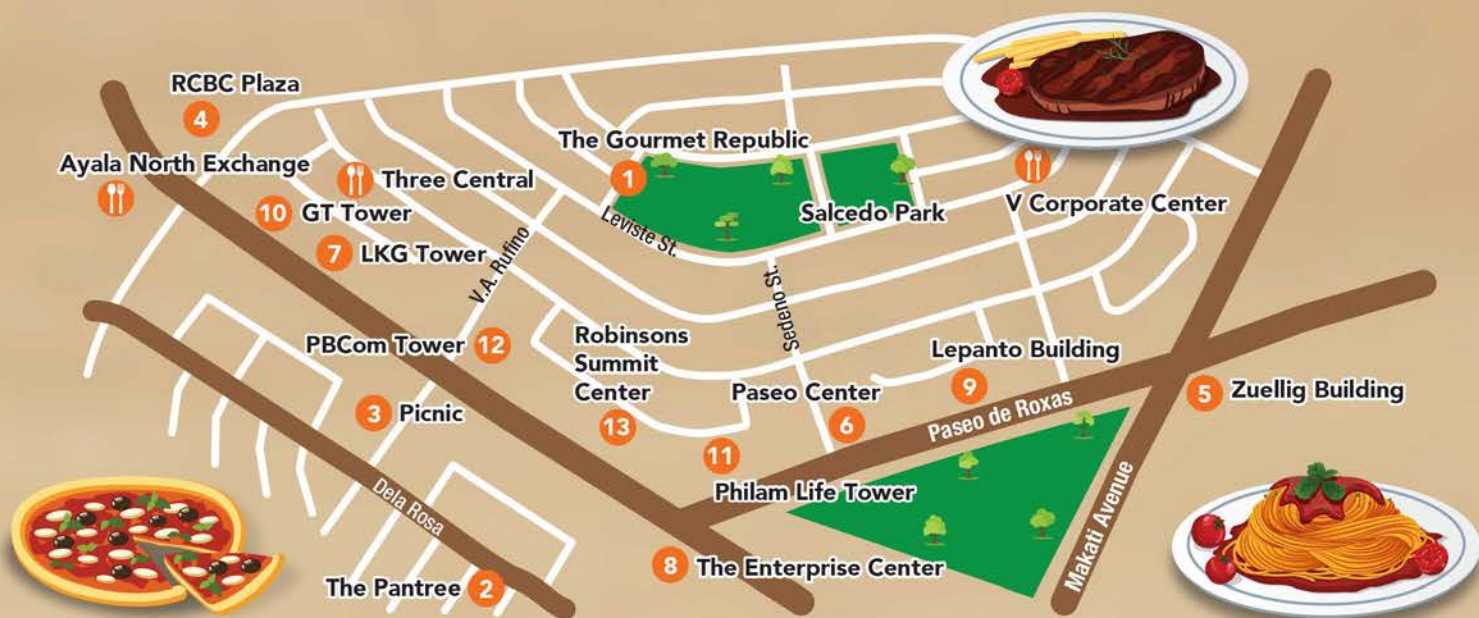 RCBC Plaza
4
Ayala North Exchange
The Gourmet Republic
1
Three Central
10 GT Tower
7 LKG Tower
Leviste St.
Salcedo Park
V Corporate Center
V.A. Rufino
Sedeno St.
PBCom Tower 12
Robinsons
Summit
Center
13
Lepanto Building
9
Paseo Center
6
5 Zuellig Building
3 Picnic
Paseo de Roxas
11
Philam Life Tower
Makati Avenue
Dela Rosa
8 The Enterprise Center
The Pantree 2